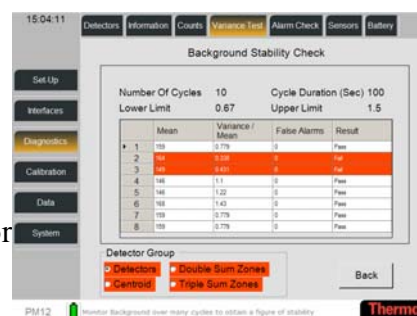 15:04:11
Detectors Information Counts Variance Test Alarm Check Sensors Battery
Background Stability Check
Set Up
Interfaces
Diagnostics
Calibration
Data
System
Number Of Cycles 10 Cycle Duration (Sec) 100
Lower Limit 0.67 Upper Limit 1.5
Mean Variance / Mean False Alarms Result
1 159 0.779 0 Pass
2 164 0 Fail
3 149 0.431 0 Fail
4 146 1.1 0 Pass
5 146 1.22 0 Pass
6 168 1.43 0 Pass
7 159 0.779 0 Pass
8 159 0.779 0 Pass
or
Detector Group
Detectors Double Sum Zones
Centroid Triple Sum Zones
Back
PM12 Monitor Background over many cycles to obtain a figure of stability Thermo